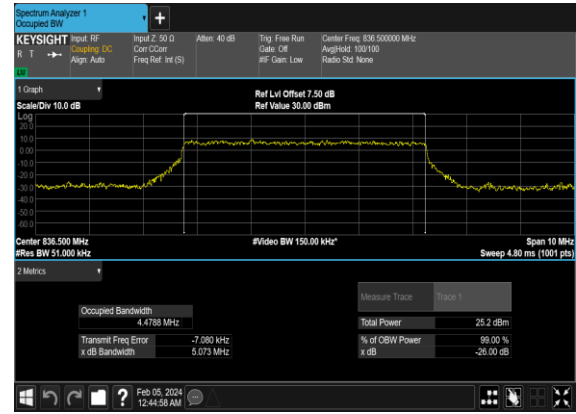 Spectrum Analyzer 1
Occupied BW
+
KEYSIGHT Input: RF Input Z: 50 Ω Atten: 40 dB Trig: Free Run Center Freq: 836.500000 MHz
R T Coupling: DC Corr CCorr Gate: Off Avg|Hold: 100/100
Align: Auto Freq Ref: Int (S) #IF Gain: Low Radio Std: None
LW
1 Graph
Ref Lvl Offset 7.50 dB
Scale/Div 10.0 dB Ref Value 30.00 dBm
Log
20.0
10.0
0.00
-10.0
-20.0
-30.0
-40.0
-50.0
-60.0
Center 836.500 MHz #Video BW 150.00 kHz* Span 10 MHz
#Res BW 51.000 kHz Sweep 4.80 ms (1001 pts)
2 Metrics
Measure Trace Trace 1
Occupied Bandwidth
4.4788 MHz Total Power 25.2 dBm
Transmit Freq Error -7.080 kHz % of OBW Power 99.00 %
x dB Bandwidth 5.073 MHz x dB -26.00 dB
? Feb 05, 2024
12:44:58 AM